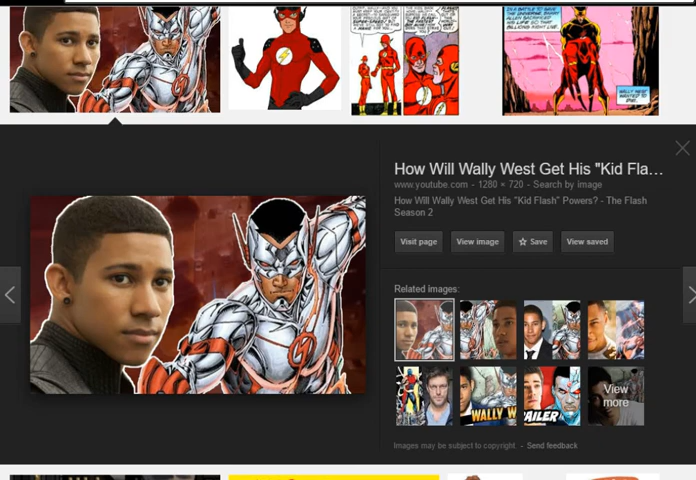 How Will Wally West Get His "Kid Fla...
www.youtube.com - 1280 × 720 - Search by image
How Will Wally West Get His "Kid Flash" Powers? - The Flash
Season 2
Visit page
View image
Save
View saved
Related images:
WALLY W
AILER
View
more
Images may be subject to copyright. - Send feedback